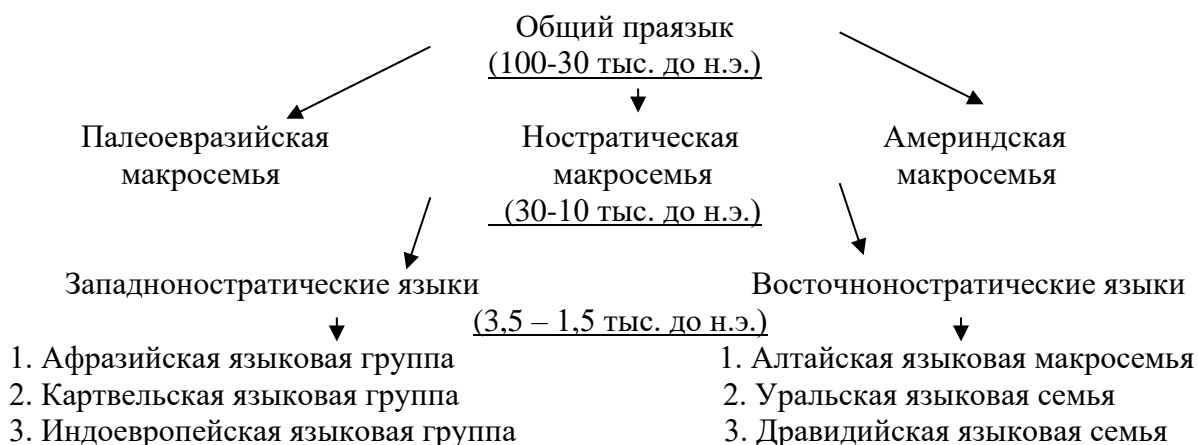 Общий праязык
(100-30 тыс. до н.э.)
Палеоевразийская
макросемья
Ностратическая
макросемья
(30-10 тыс. до н.э.)
Америндская
макросемья
Западноностратические языки
Восточноностратические языки
(3,5 – 1,5 тыс. до н.э.)
1. Афразийская языковая группа
2. Картвельская языковая группа
3. Индоевропейская языковая группа
1. Алтайская языковая макросемья
2. Уральская языковая семья
3. Дравидийская языковая семья